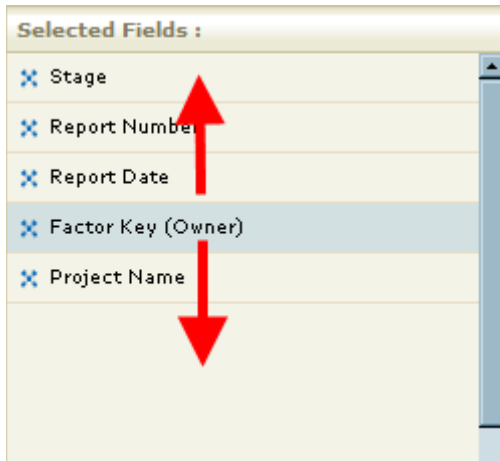 Selected Fields :
Stage
Report Number
Report Date
Factor Key (Owner)
Project Name